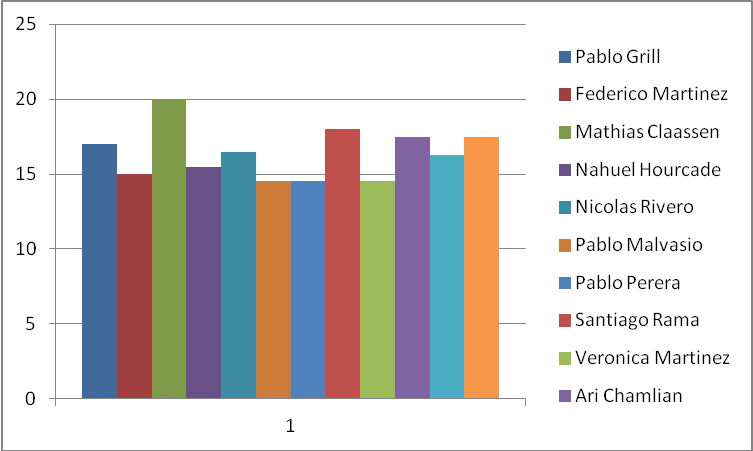 25
20
15
10
5
0
1
Pablo Grill
Federico Martinez
Mathias Claassen
Nahuel Hourcade
Nicolas Rivero
Pablo Malvasio
Pablo Perera
Santiago Rama
Veronica Martinez
Ari Chamlian